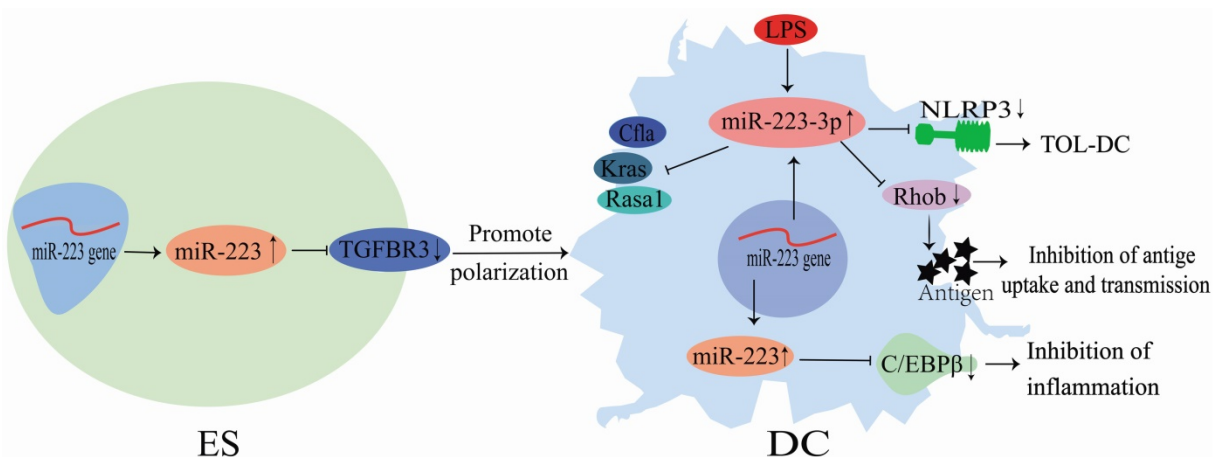 miR-223 gene
miR-223 ↑
TGFBR3 ↓
Promote
polarization
ES
LPS
miR-223-3p ↑
NLRP3 ↓
TOL-DC
Cfla
Kras
Rasa1
Rhob ↓
miR-223 gene
Antigen
Inhibition of antige
uptake and transmission
miR-223 ↑
C/EBPβ ↓
Inhibition of
inflammation
DC